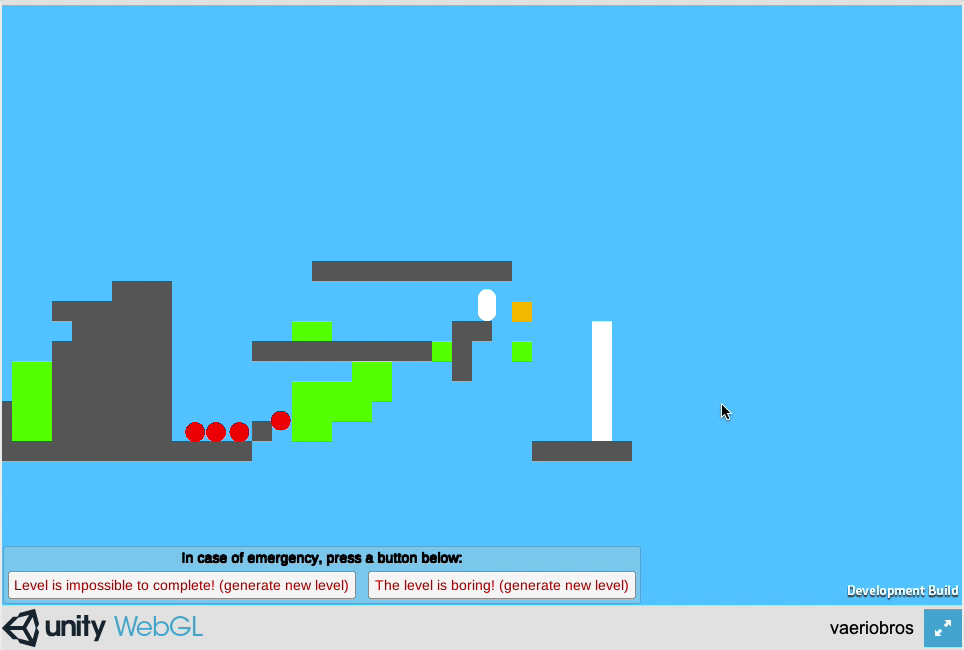 In case of emergency, press a button below:
Level is impossible to complete! (generate new level)
The level is boring! (generate new level)
Development Build
unity WebGL
vaeriobros